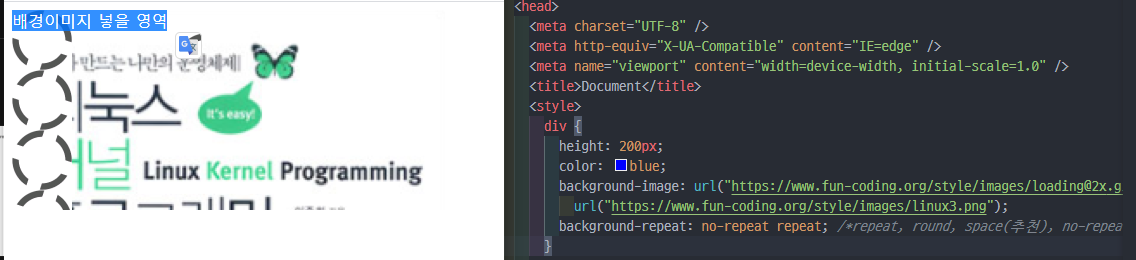 배경이미지 넣을 영역
만드는 나만의 운영체제
눅스
It's easy!
널 Linux Kernel Programming
<head>
<meta charset="UTF-8" />
<meta http-equiv="X-UA-Compatible" content="IE=edge" />
<meta name="viewport" content="width=device-width, initial-scale=1.0" />
<title>Document</title>
<style>
div {
height: 200px;
color: blue;
background-image: url("https://www.fun-coding.org/style/images/loading@2x.g
url("https://www.fun-coding.org/style/images/linux3.png");
background-repeat: no-repeat repeat; /*repeat, round, space(추천), no-repea
}